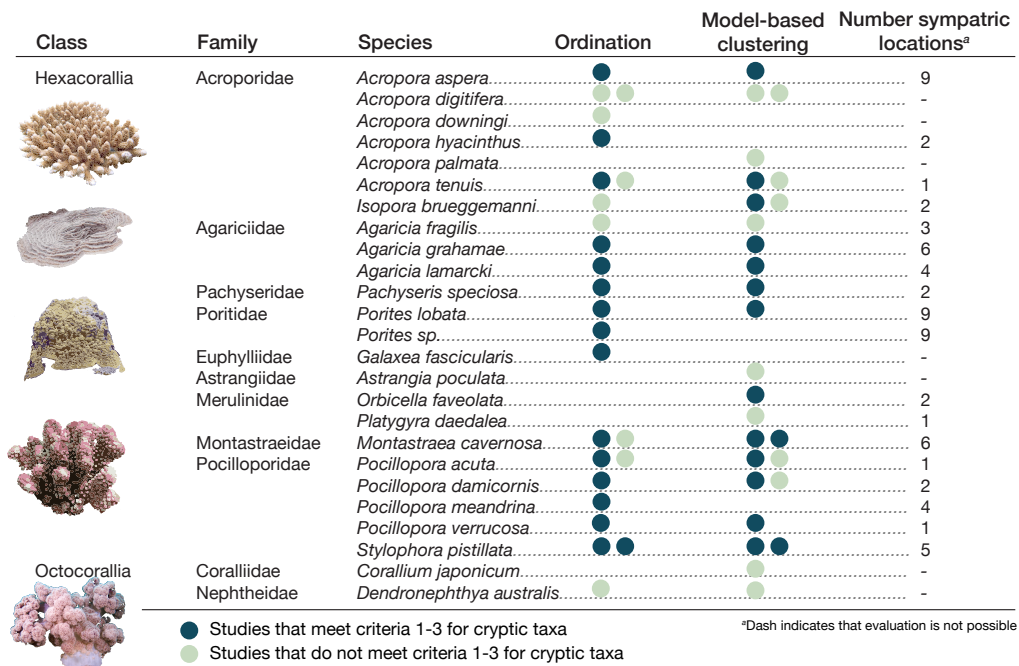 Class Family Species Ordination Model-based clustering Number sympatric locationsᵃ
Hexacorallia Acroporidae Acropora aspera 9
Acropora digitifera -
Acropora downingi -
Acropora hyacinthus 2
Acropora palmata -
Acropora tenuis 1
Isopora brueggemanni 2
Agariciidae Agaricia fragilis 3
Agaricia grahamae 6
Agaricia lamarcki 4
Pachyseridae Pachyseris speciosa 2
Poritidae Porites lobata 9
Porites sp. 9
Euphylliidae Galaxea fascicularis -
Astrangiidae Astrangia poculata -
Merulinidae Orbicella faveolata 2
Platygyra daedalea 1
Montastraeidae Montastraea cavernosa 6
Pocilloporidae Pocillopora acuta 1
Pocillopora damicornis 2
Pocillopora meandrina 4
Pocillopora verrucosa 1
Stylophora pistillata 5
Octocorallia Coralliidae Corallium japonicum -
Nephtheidae Dendronephthya australis -
Studies that meet criteria 1-3 for cryptic taxa
Studies that do not meet criteria 1-3 for cryptic taxa
ᵃDash indicates that evaluation is not possible